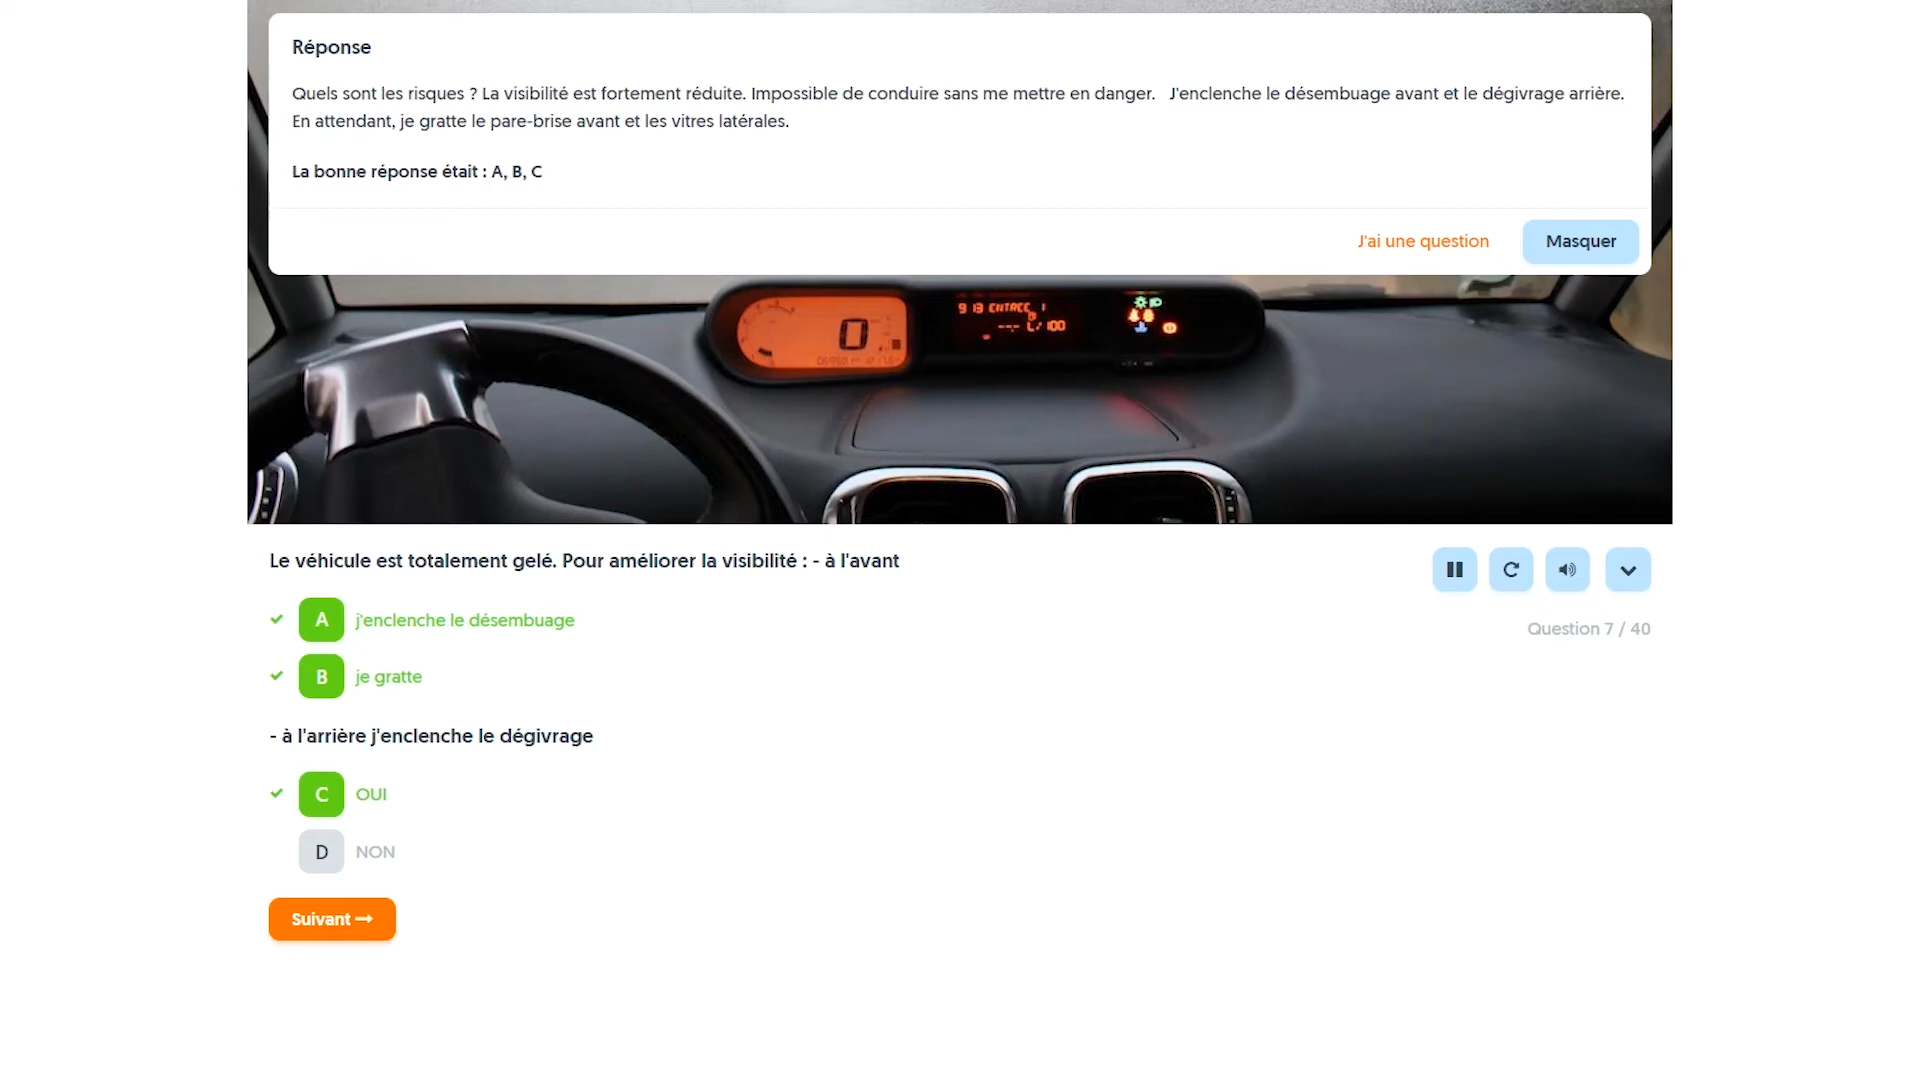 Réponse
Quels sont les risques ? La visibilité est fortement réduite. Impossible de conduire sans me mettre en danger. J'enclenche le désembuage avant et le dégivrage arrière.
En attendant, je gratte le pare-brise avant et les vitres latérales.
La bonne réponse était : A, B, C
J'ai une question
Masquer
0
L/100
Le véhicule est totalement gelé. Pour améliorer la visibilité : - à l'avant
A j'enclenche le désembuage
B je gratte
Question 7 / 40
- à l'arrière j'enclenche le dégivrage
C OUI
D NON
Suivant →